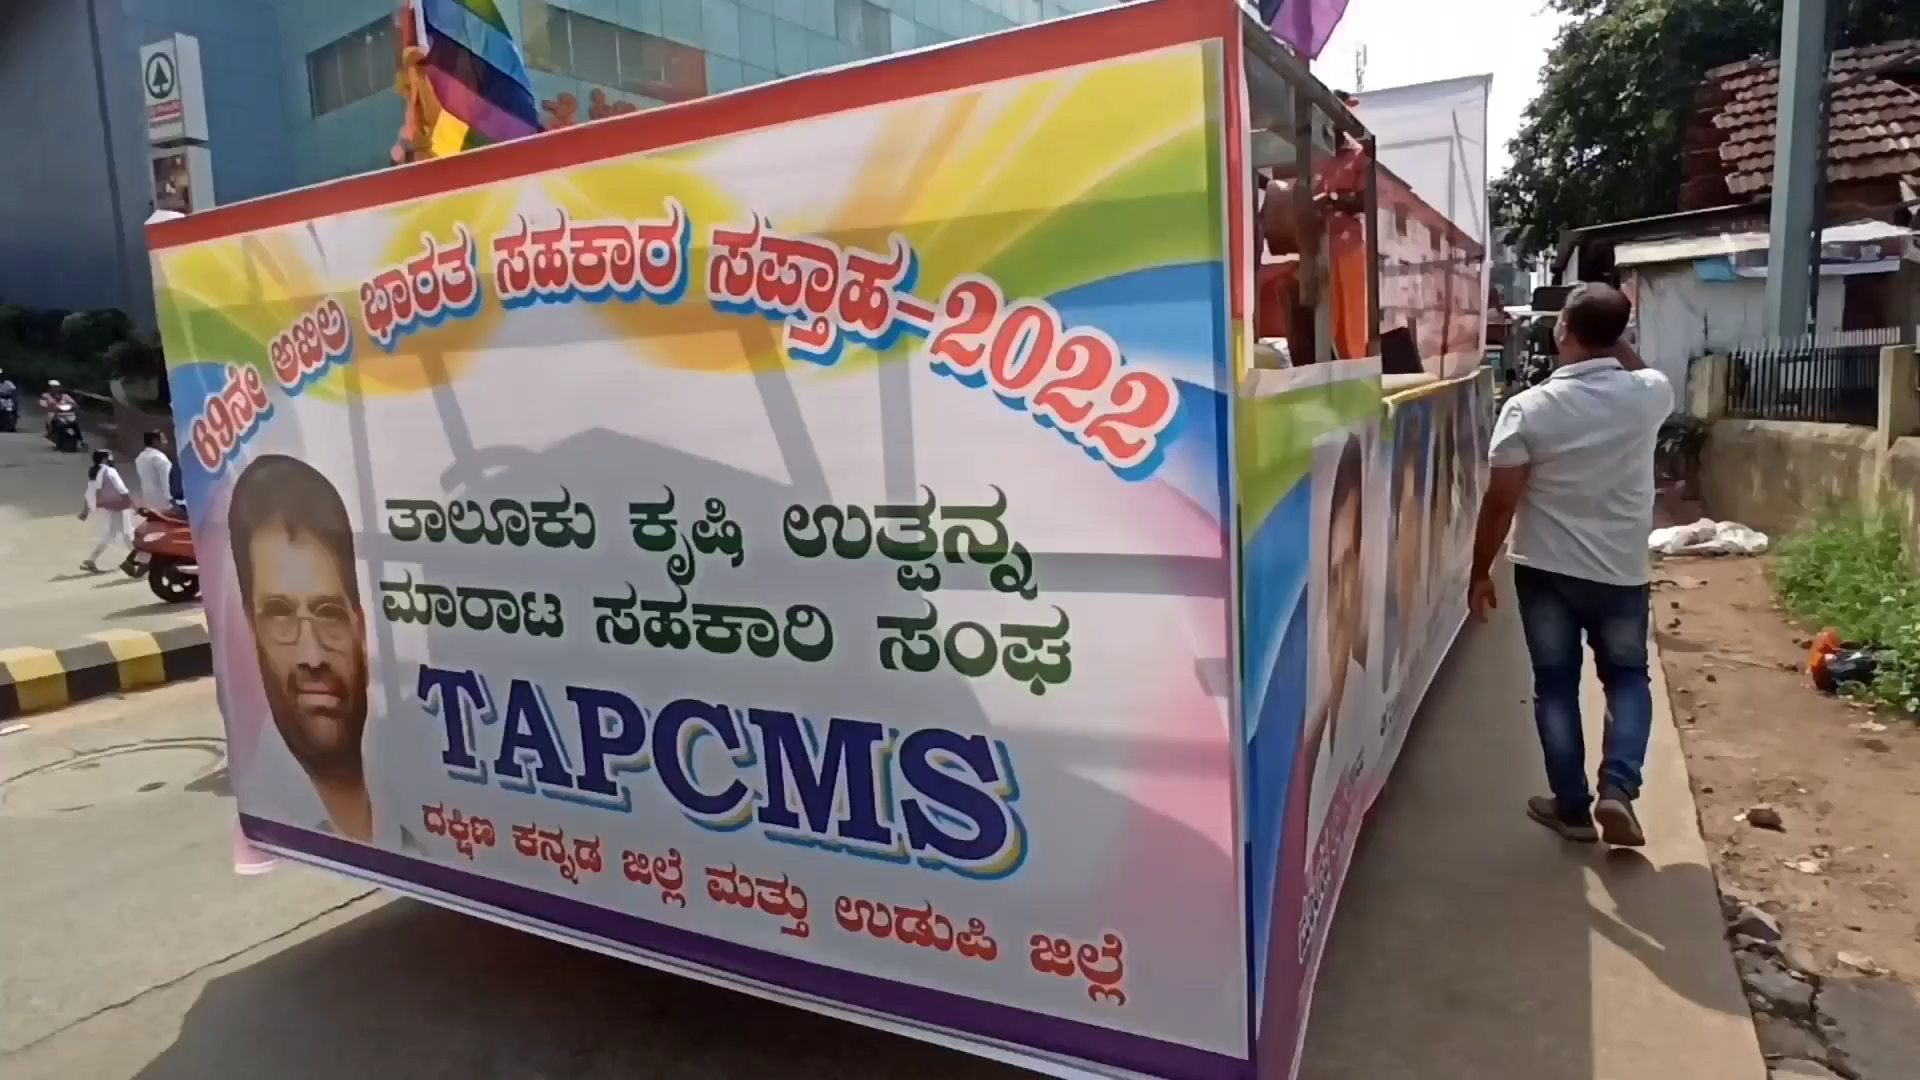 69ನೇ ಅಖಿಲ ಭಾರತ ಸಹಕಾರ ಸಪ್ತಾಹ-2022
ತಾಲೂಕು ಕೃಷಿ ಉತ್ಪನ್ನ
ಮಾರಾಟ ಸಹಕಾರಿ ಸಂಘ
TAPCMS
ದಕ್ಷಿಣ ಕನ್ನಡ ಜಿಲ್ಲೆ ಮತ್ತು ಉಡುಪಿ ಜಿಲ್ಲೆ